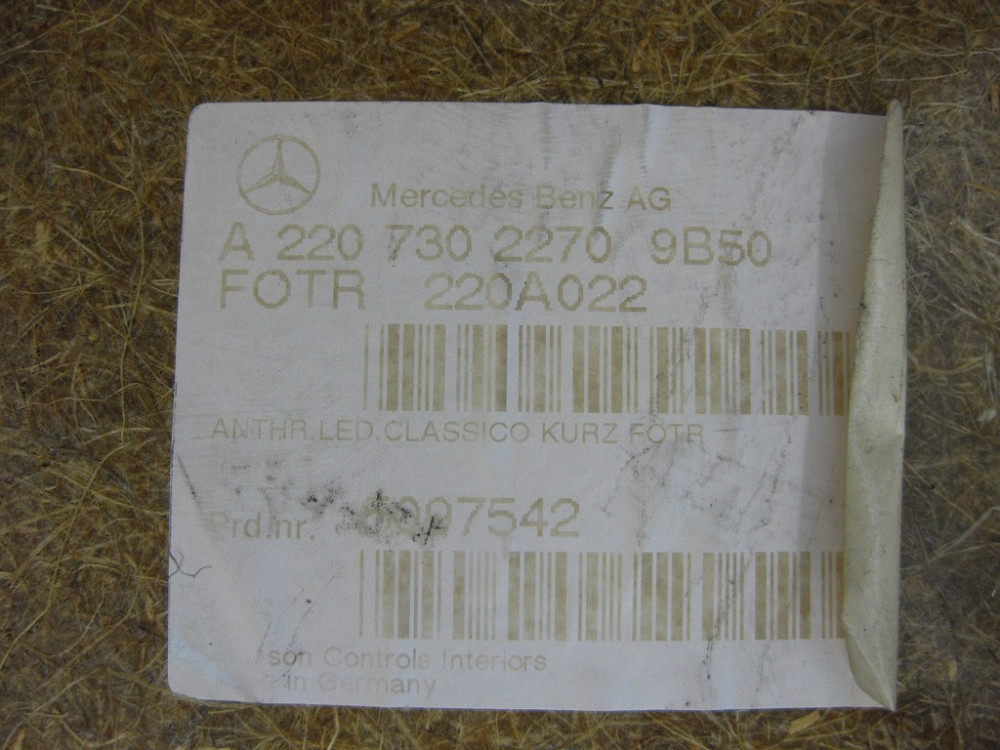 Mercedes Benz AG
A 220 730 2270 9B50
FOTR 220A022
ANTHR.LED.CLASSICO KURZ FOTR
Prd.nr.
Controls Interiors
in Germany